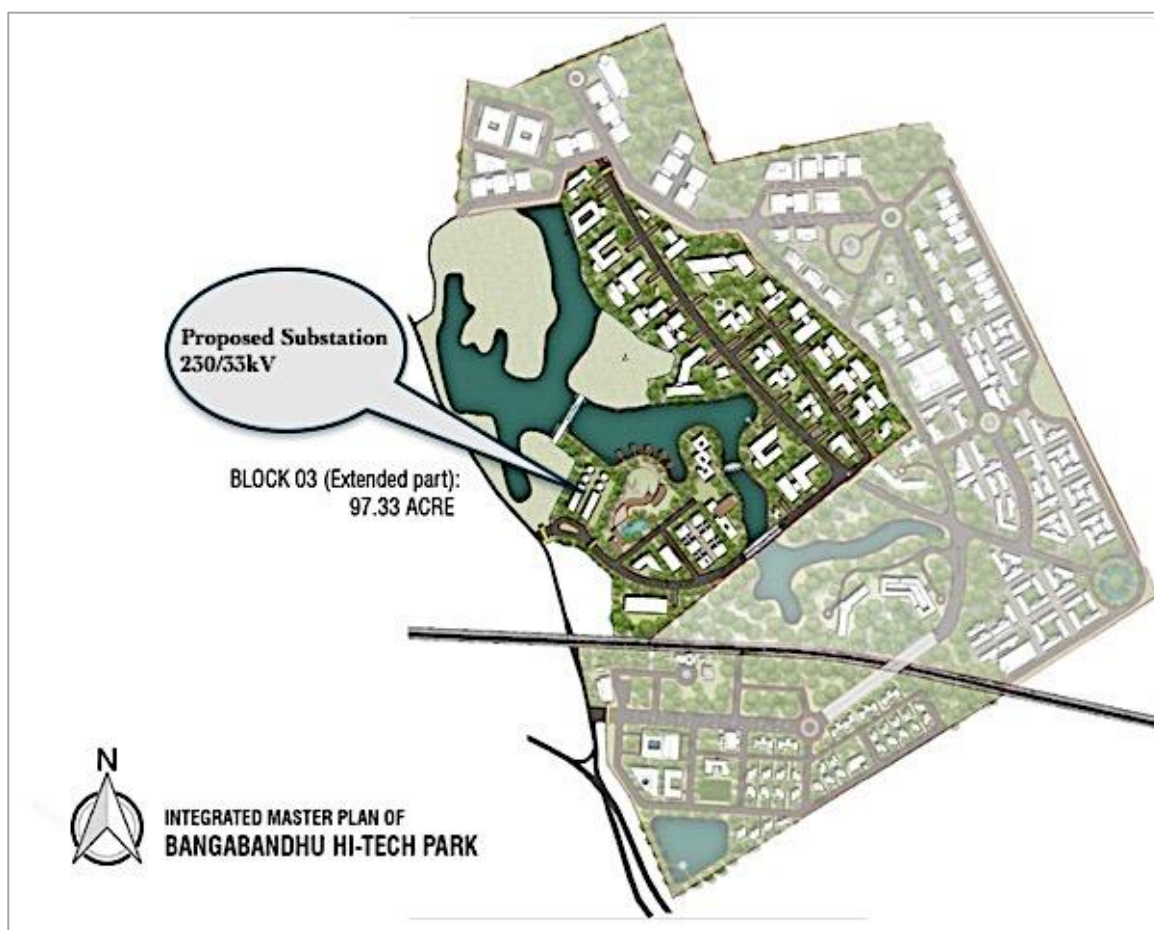 Proposed Substation
230/33kV
BLOCK 03 (Extended part):
97.33 ACRE
N
INTEGRATED MASTER PLAN OF
BANGABANDHU HI-TECH PARK